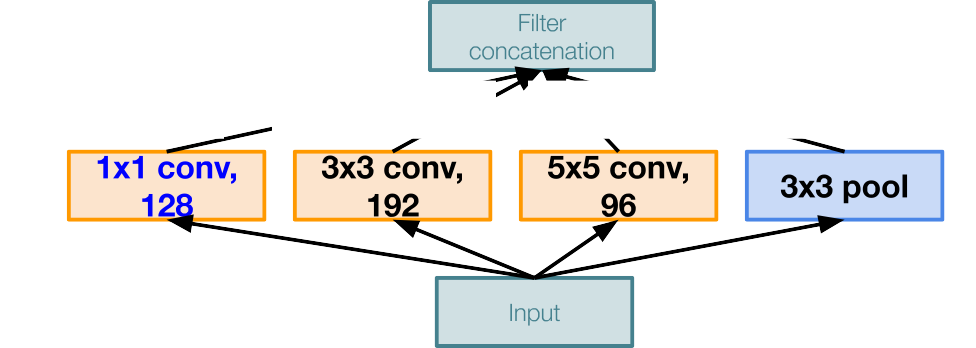 Filter
concatenation
1x1 conv,
128
3x3 conv,
192
5x5 conv,
96
3x3 pool
Input